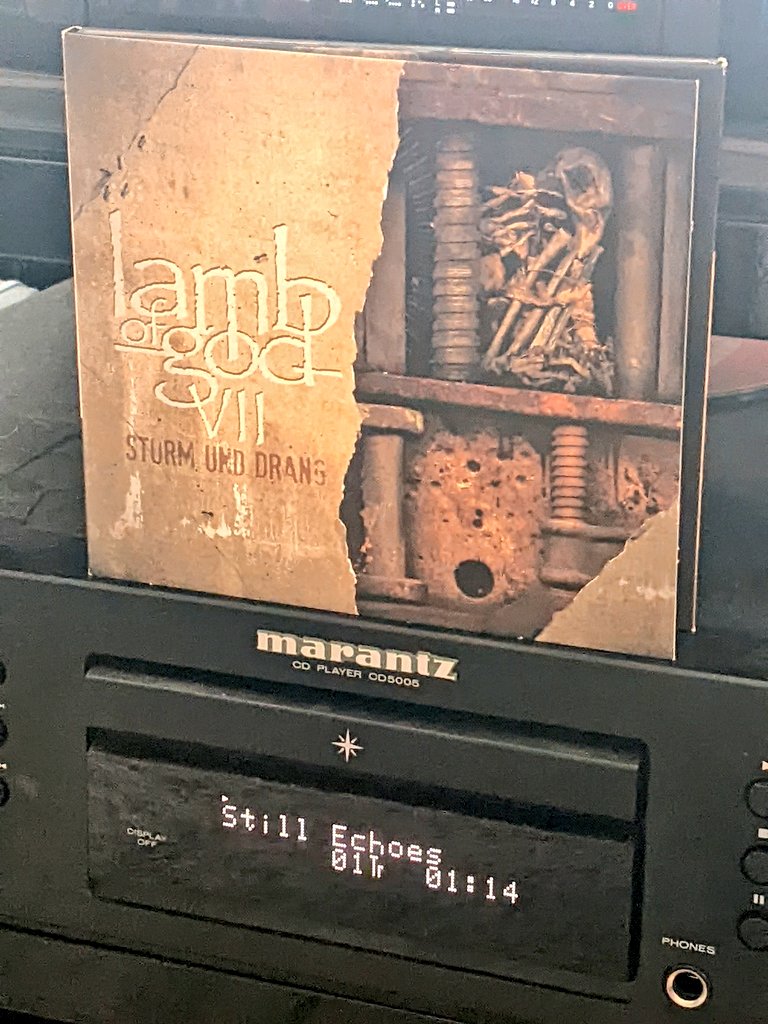 lamb
of god
VII
STURM UND DRANG
marantz
CD PLAYER CD5005
DISPLAY
OFF
Still Echoes
01Tr 01:14
PHONES